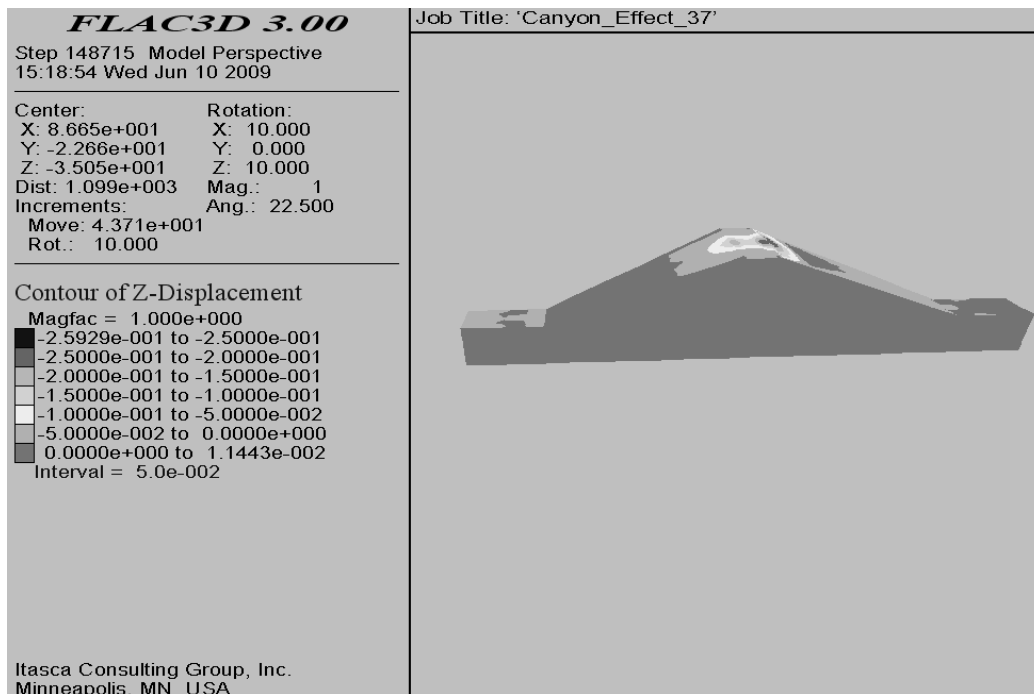 FLAC3D 3.00
Step 148715 Model Perspective
15:18:54 Wed Jun 10 2009
Center: Rotation:
X: 8.665e+001 X: 10.000
Y: -2.266e+001 Y: 0.000
Z: -3.505e+001 Z: 10.000
Dist: 1.099e+003 Mag.: 1
Increments: Ang.: 22.500
Move: 4.371e+001
Rot.: 10.000
Contour of Z-Displacement
Magfac = 1.000e+000
-2.5929e-001 to -2.5000e-001
-2.5000e-001 to -2.0000e-001
-2.0000e-001 to -1.5000e-001
-1.5000e-001 to -1.0000e-001
-1.0000e-001 to -5.0000e-002
-5.0000e-002 to 0.0000e+000
0.0000e+000 to 1.1443e-002
Interval = 5.0e-002
Itasca Consulting Group, Inc.
Minneapolis, MN USA
Job Title: ‘Canyon_Effect_37’